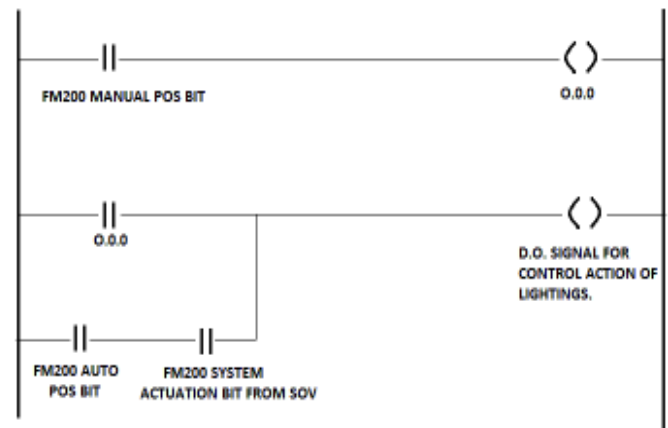 FM200 MANUAL POS BIT
O.0.0
O.0.0
D.O. SIGNAL FOR
CONTROL ACTION OF
LIGHTINGS.
FM200 AUTO
POS BIT
FM200 SYSTEM
ACTUATION BIT FROM SOV